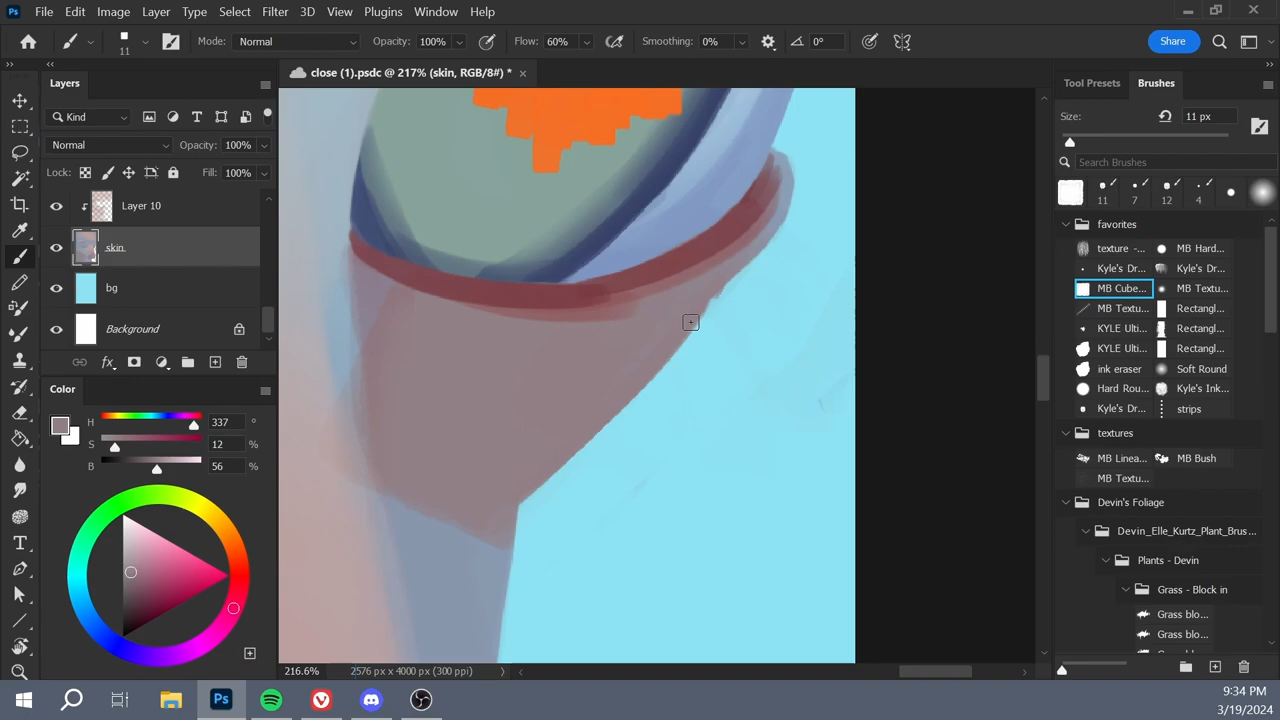 Ps File Edit Image Layer Type Select Filter 3D View Plugins Window Help
11 Mode: Normal Opacity: 100% Flow: 60% Smoothing: 0% 0° Share
Layers
close (1).psdc @ 217% (skin, RGB/8#) *
Tool Presets Brushes
Kind
Size: 11 px
Normal Opacity: 100%
Search Brushes
Lock: Fill: 100%
11 7 12 4
Layer 10
favorites
skin
texture -... MB Hard...
Kyle's Dr... Kyle's Dr...
bg
MB Cube... MB Textu...
MB Textu... Rectangl...
Background
KYLE Ulti... Rectangl...
KYLE Ulti... Rectangl...
fx
ink eraser Soft Round
Color
Hard Rou... Kyle's Ink...
Kyle's Dr... strips
H 337 °
S 12 %
textures
B 56 %
MB Linea... MB Bush
MB Textu...
Devin's Foliage
Devin_Elle_Kurtz_Plant_Brus...
Plants - Devin
Grass - Block in
Grass blo...
Grass blo...
216.6% 2576 px x 4000 px (300 ppi)
Ps
9:34 PM
3/19/2024